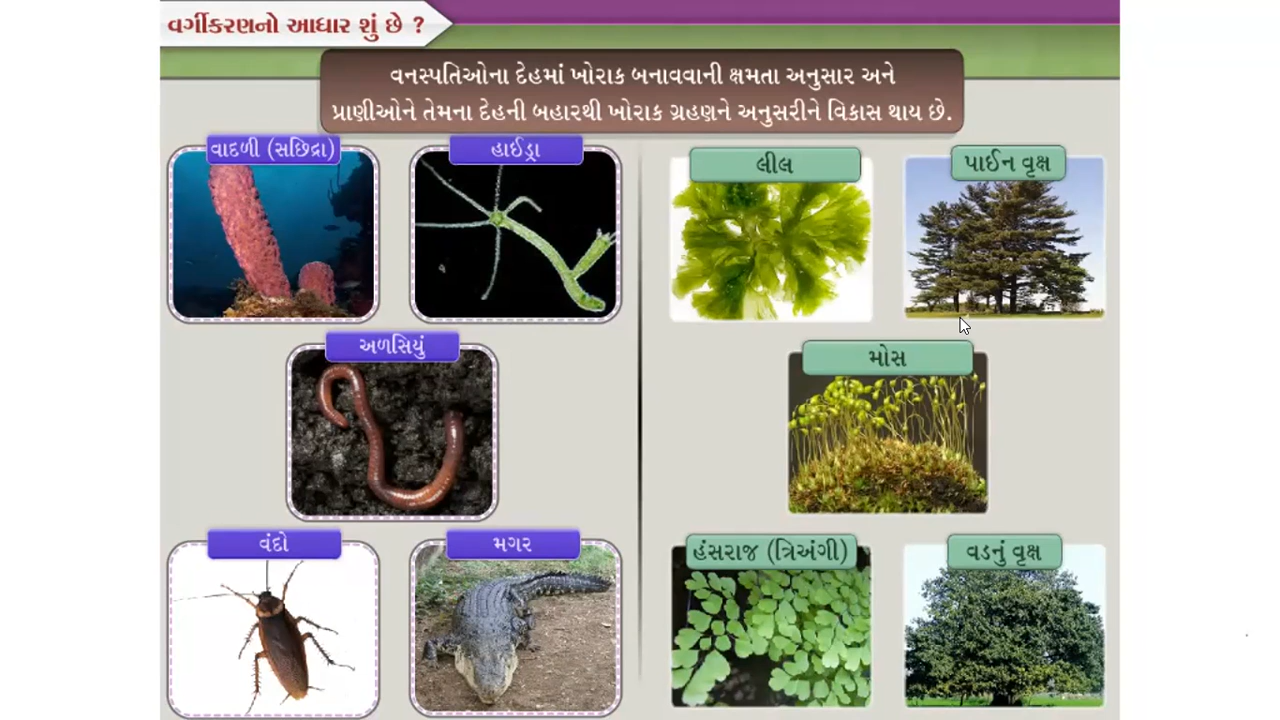 વર્ગીકરણનો આધાર શું છે ?
વનસ્પતિઓના દેહમાં ખોરાક બનાવવાની ક્ષમતા અનુસાર અને
પ્રાણીઓને તેમના દેહની બહારથી ખોરાક ગ્રહણને અનુસરીને વિકાસ થાય છે.
વાદળી (સછિદ્રા)
હાઈડ્રા
લીલ
પાઈન વૃક્ષ
અળસિયું
મોસ
વંદો
મગર
હંસરાજ (ત્રિઅંગી)
વડનું વૃક્ષ